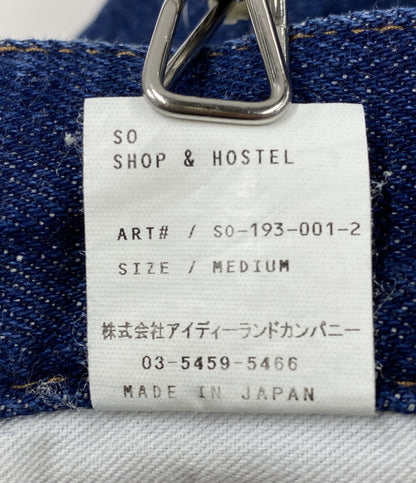 SO
SHOP & HOSTEL
ART# / SO-193-001-2
SIZE / MEDIUM
株式会社アイディーランドカンパニー
03-5459-5466
MADE IN JAPAN